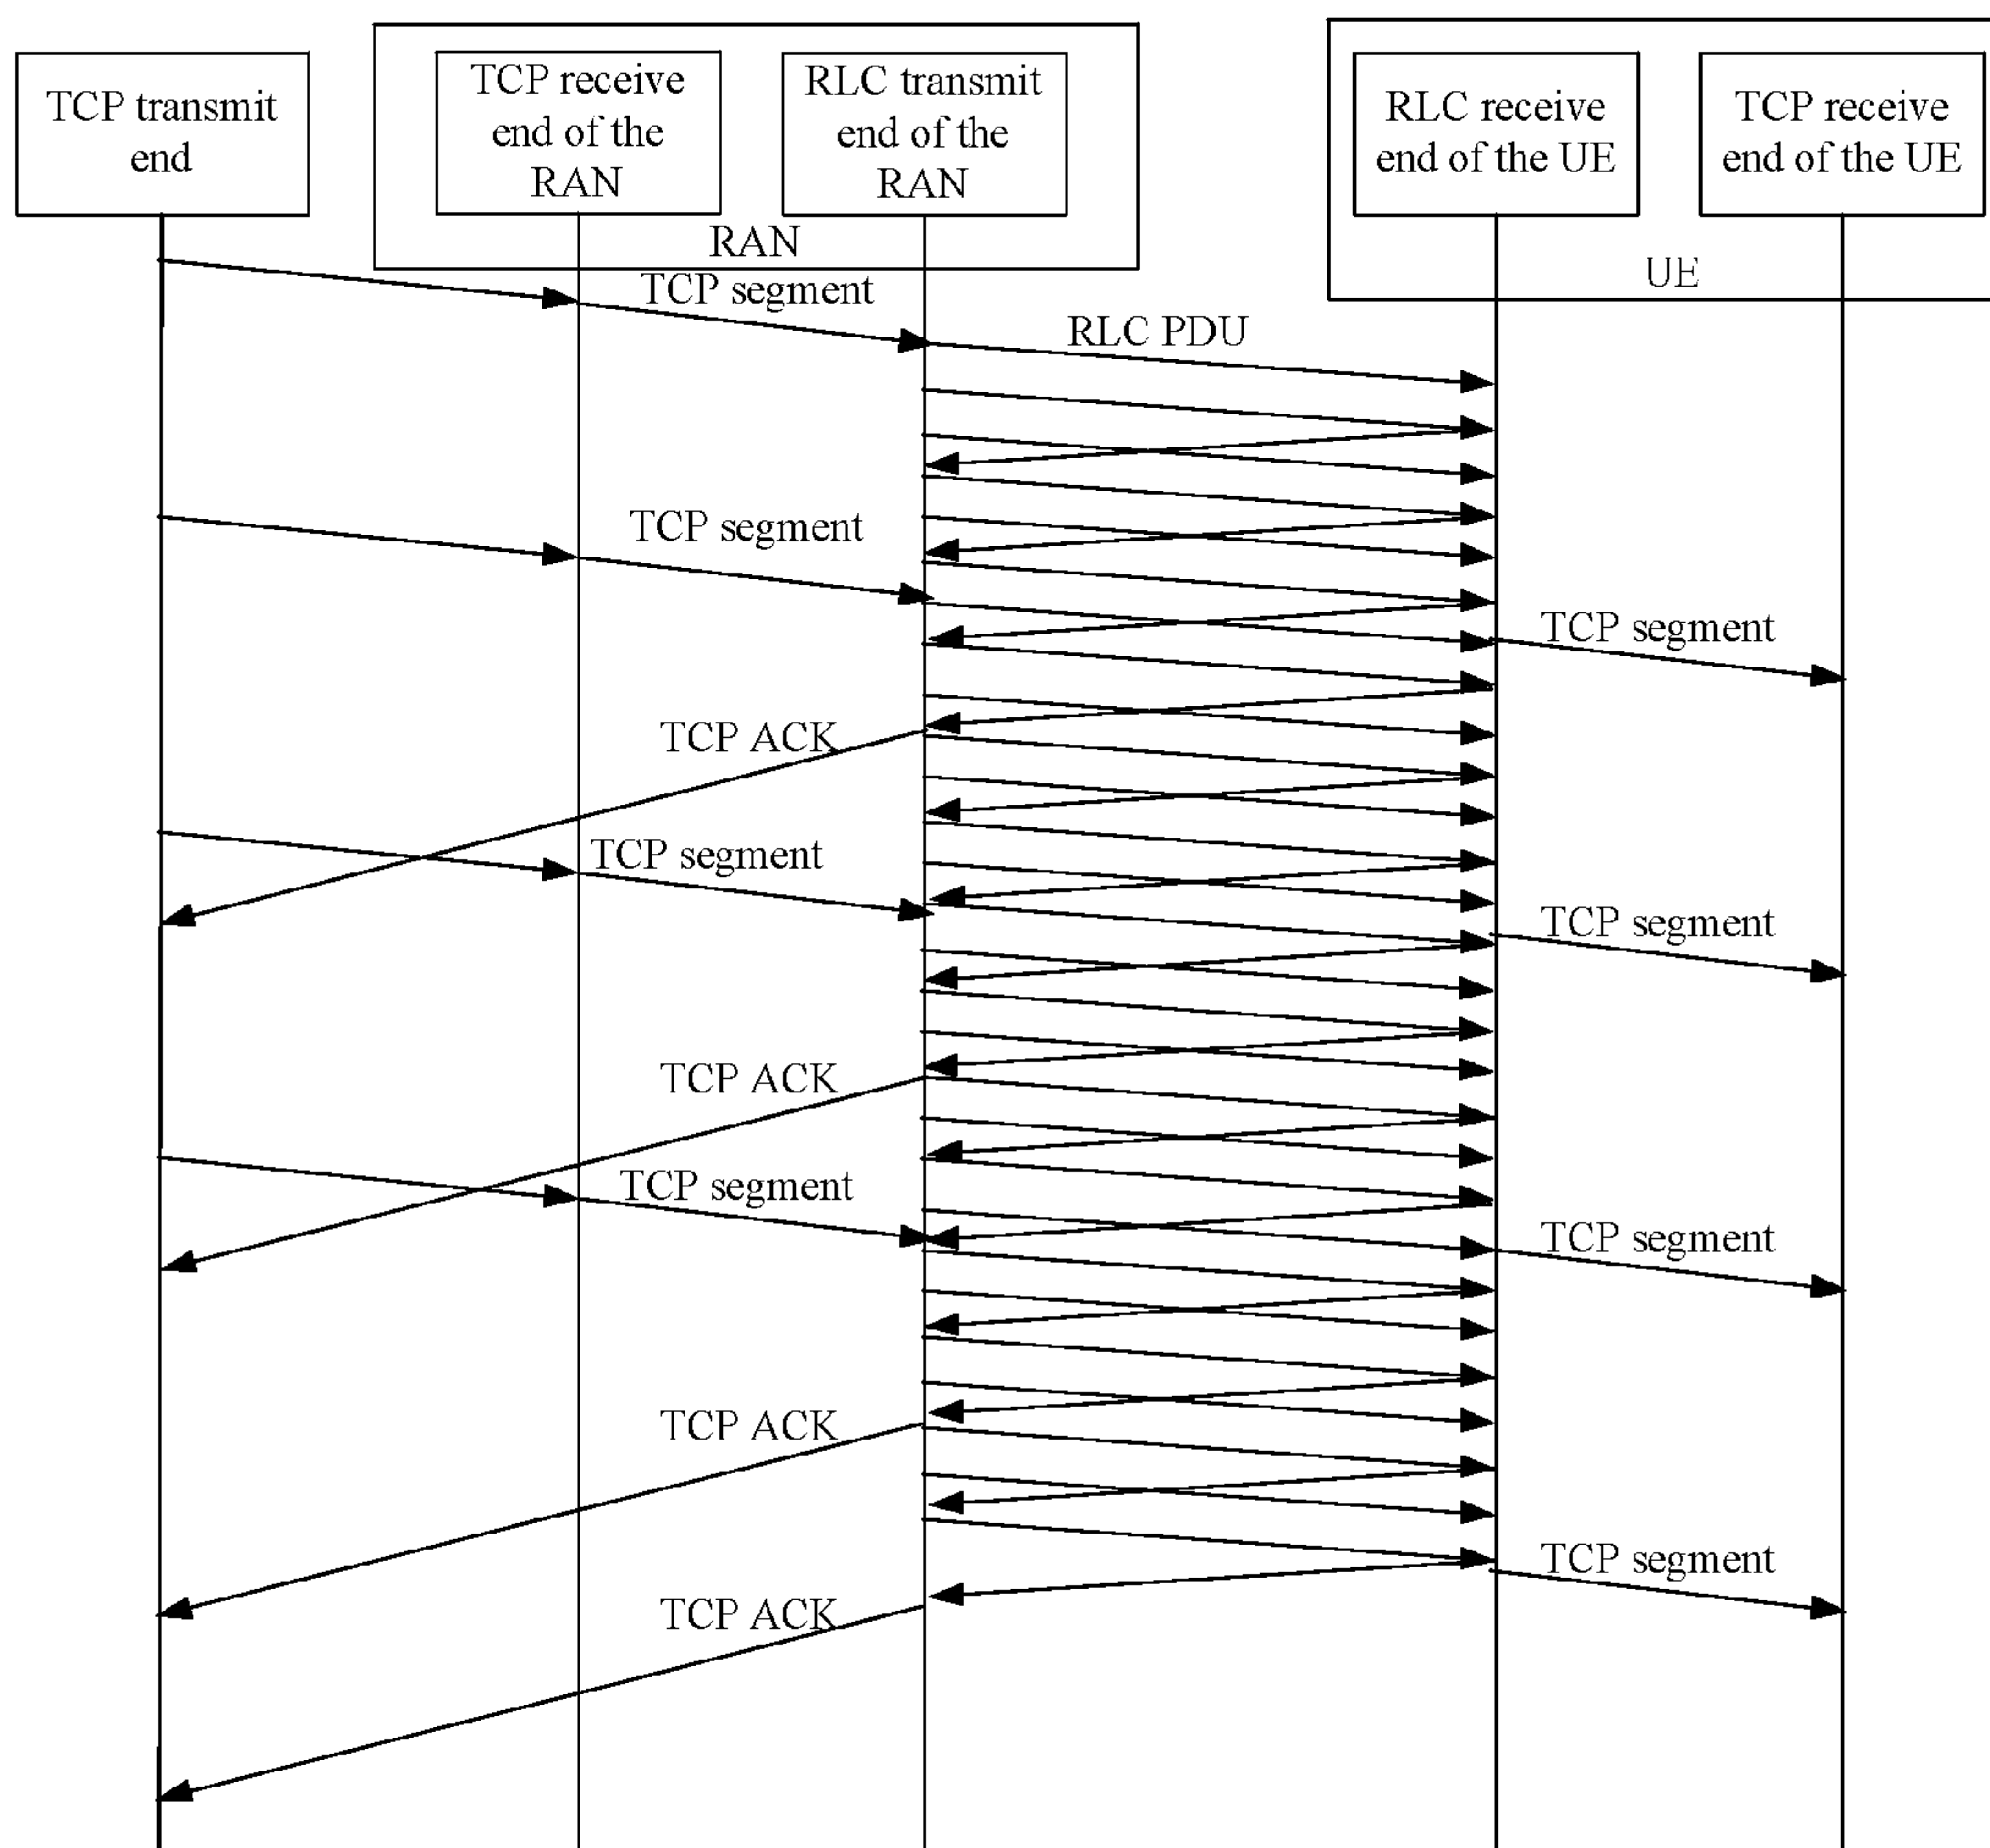 TCP transmit
end
TCP receive
end of the
RAN
RLC transmit
end of the
RAN
RAN
RLC receive
end of the UE
TCP receive
end of the UE
UE
TCP segment
RLC PDU
TCP segment
TCP segment
TCP ACK
TCP segment
TCP segment
TCP ACK
TCP segment
TCP segment
TCP ACK
TCP segment
TCP ACK